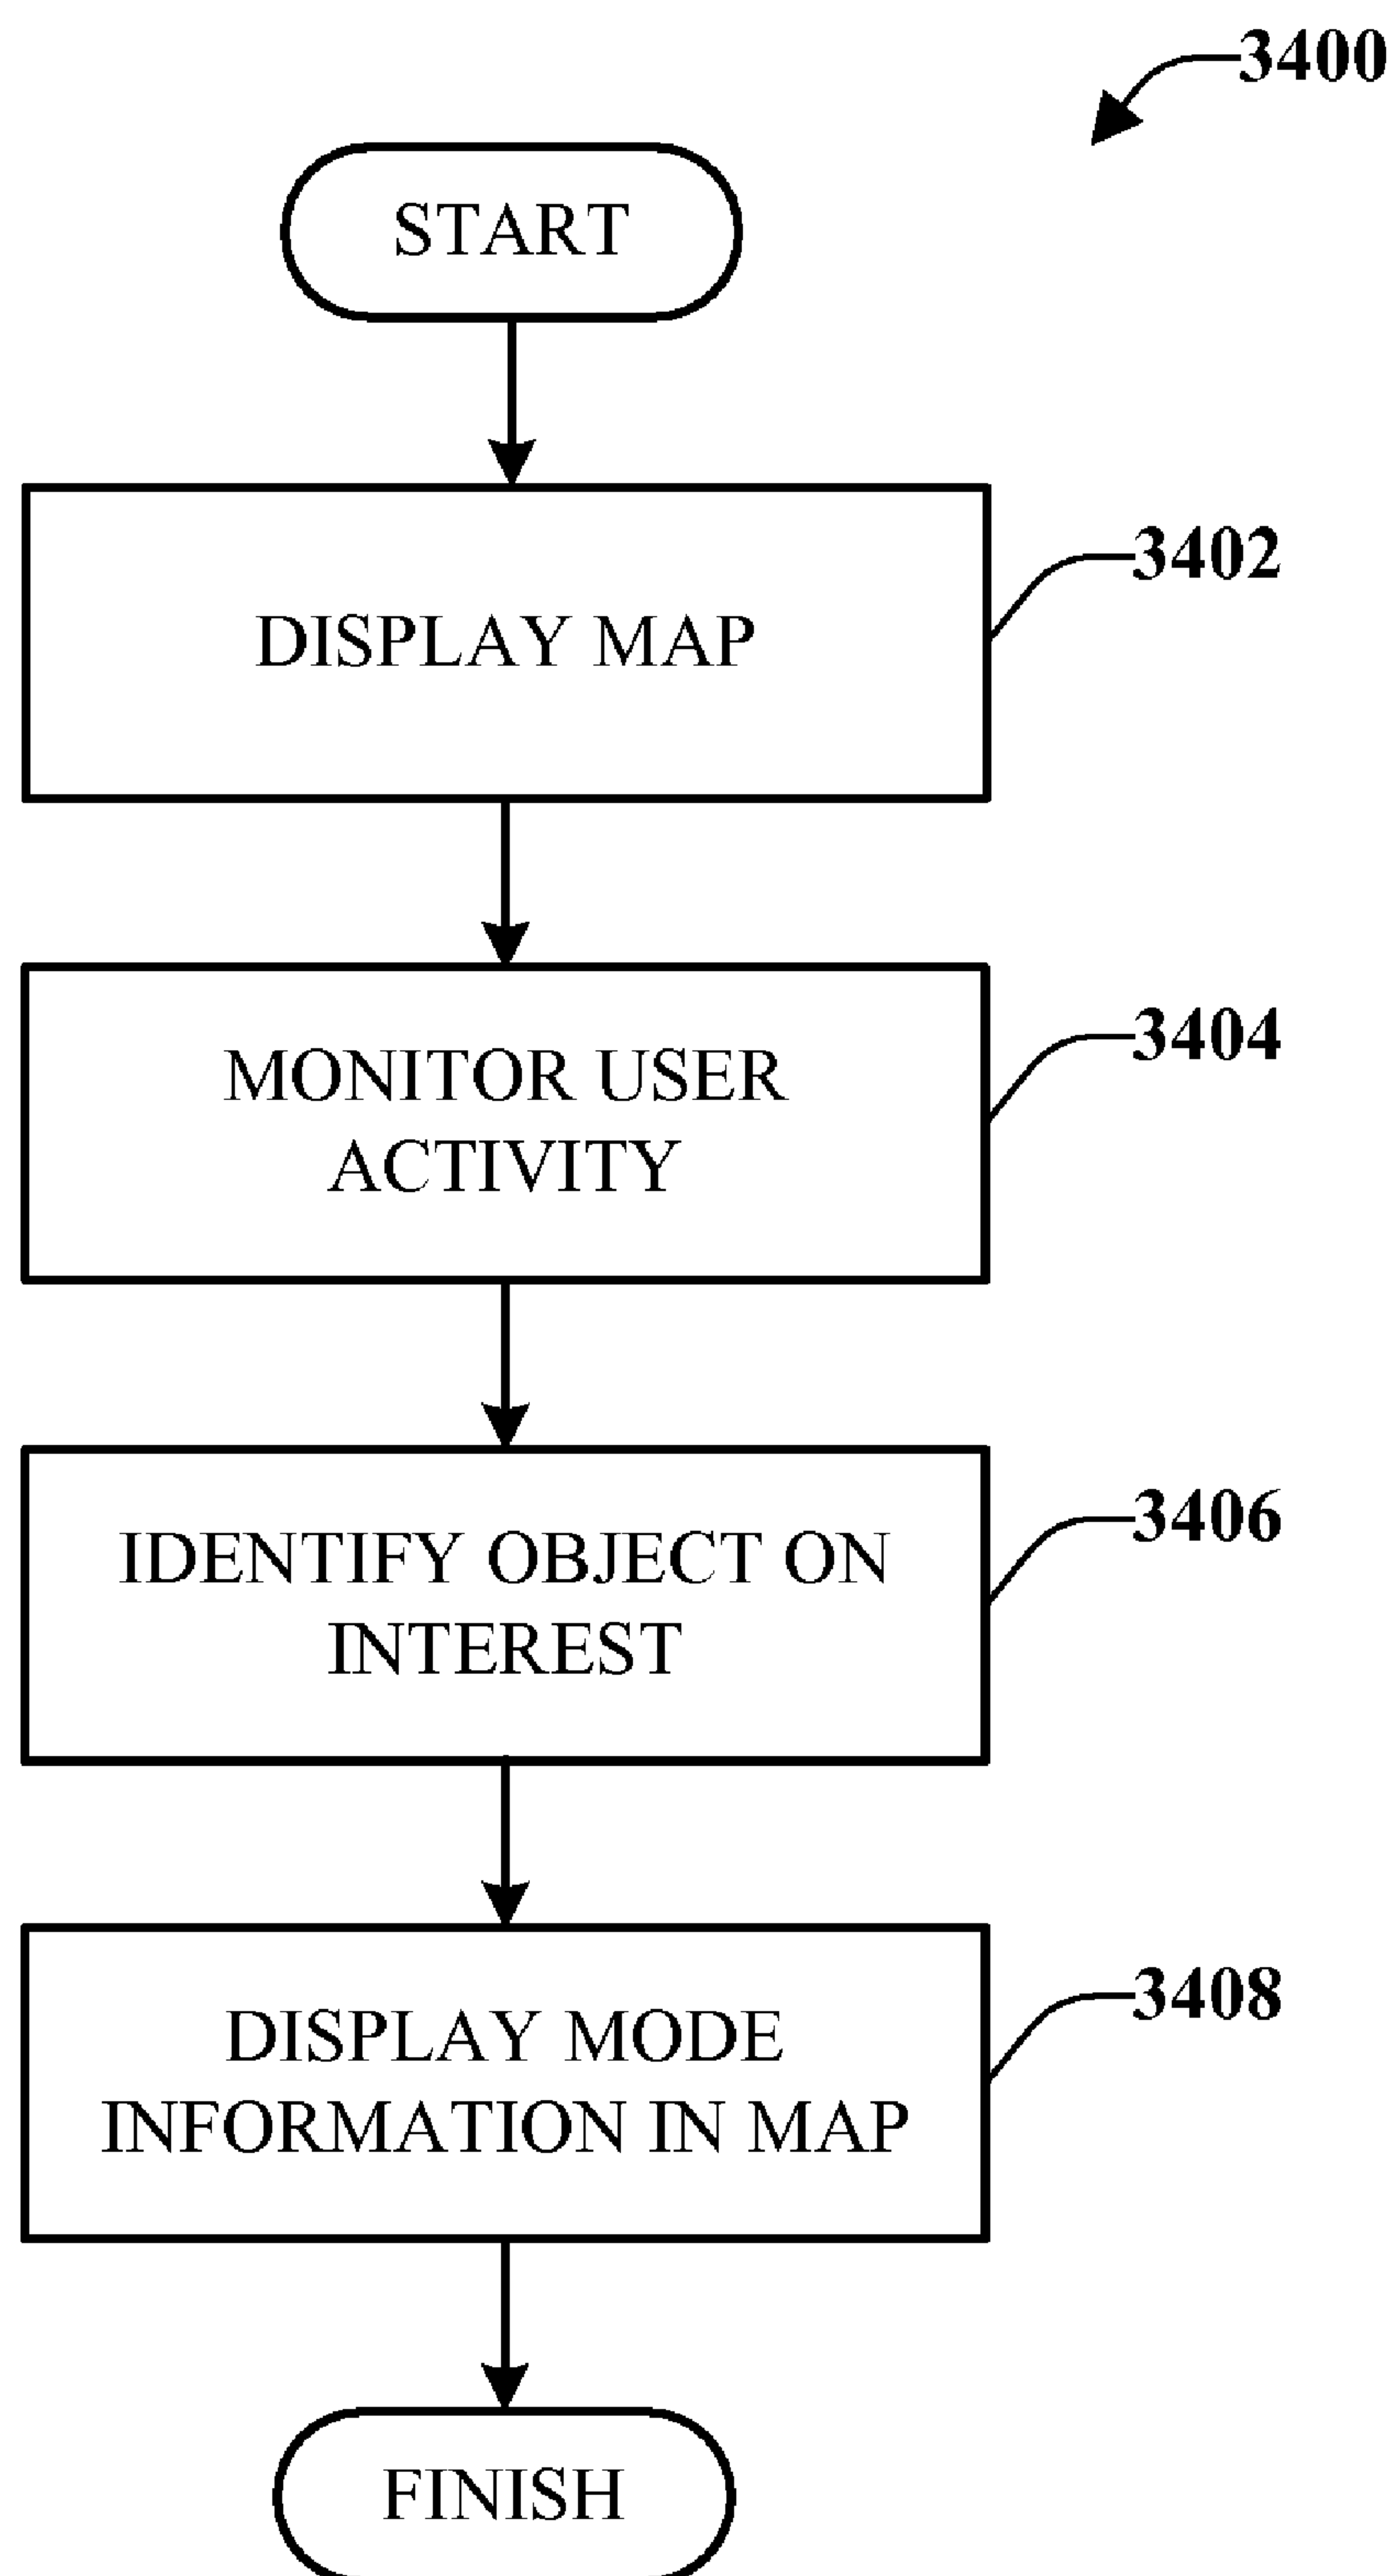 3400
START
DISPLAY MAP
3402
MONITOR USER
ACTIVITY
3404
IDENTIFY OBJECT ON
INTEREST
3406
DISPLAY MODE
INFORMATION IN MAP
3408
FINISH